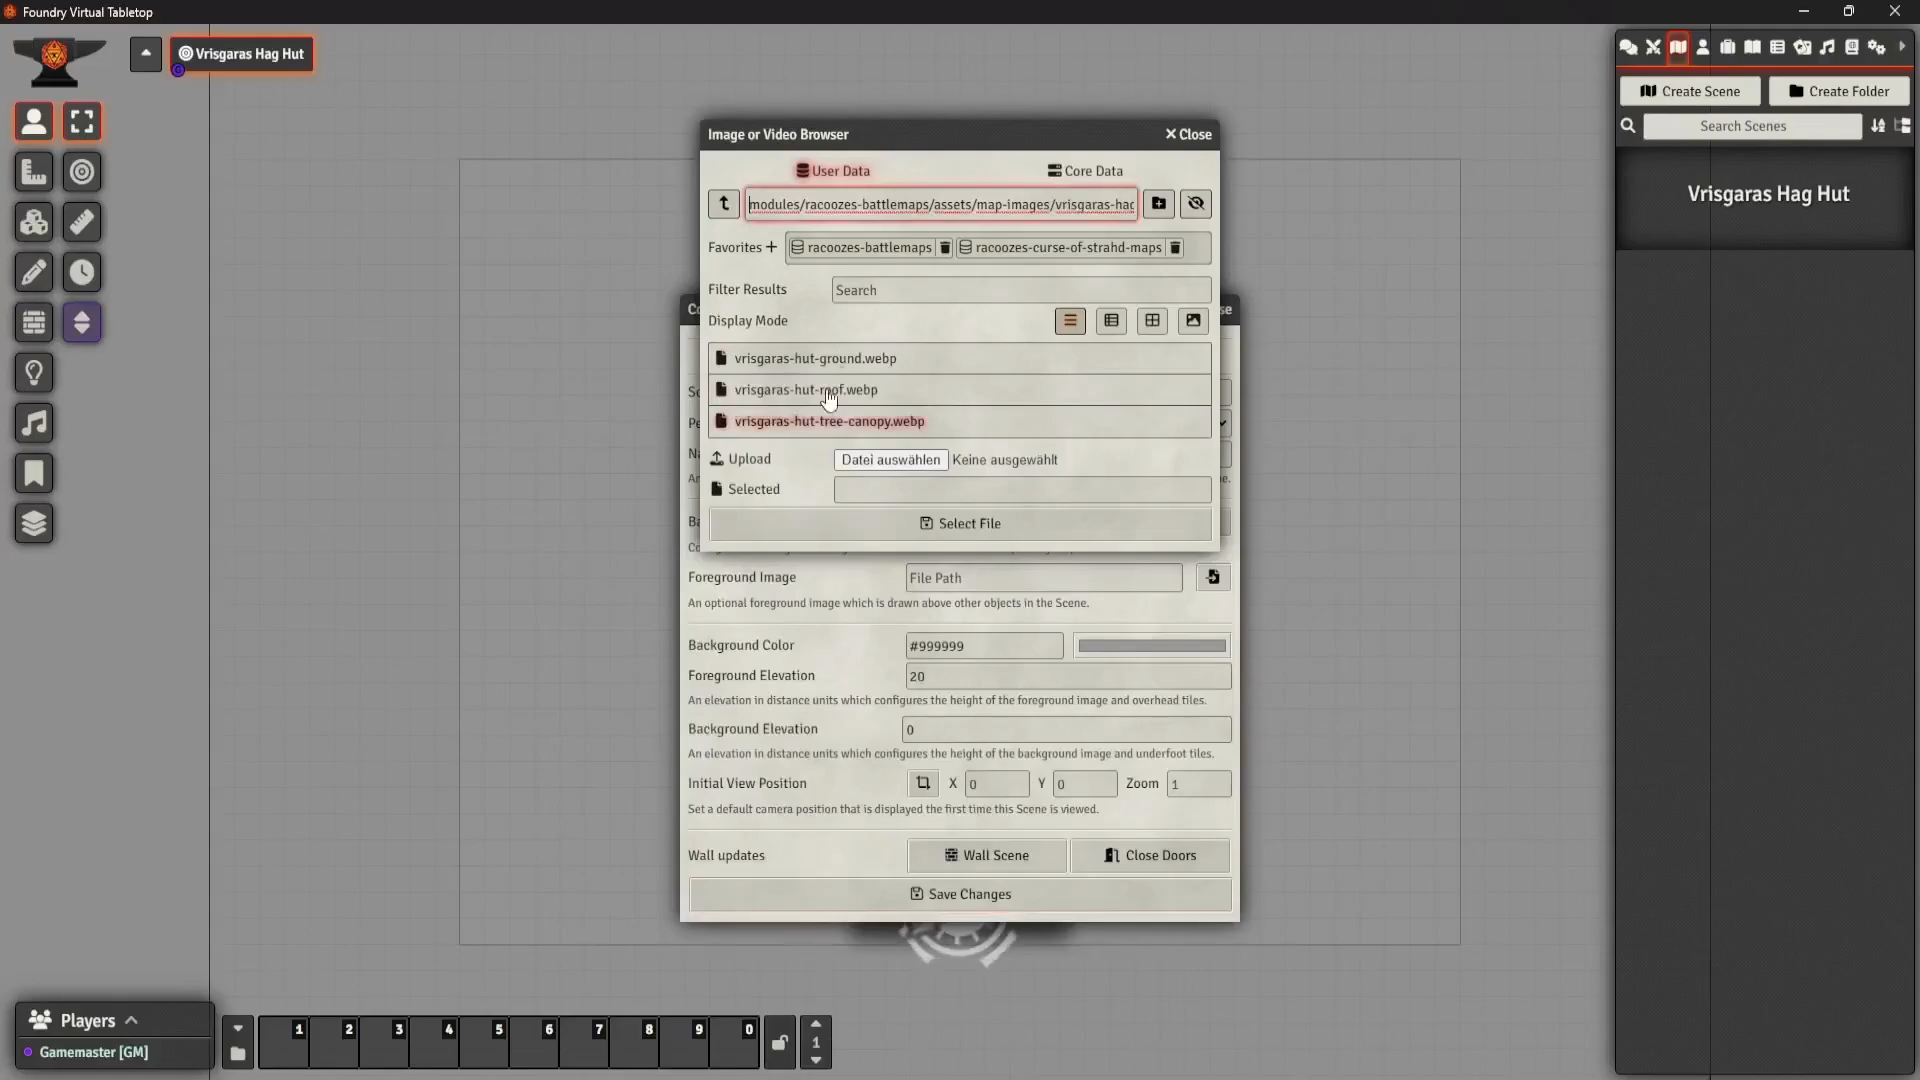 Foundry Virtual Tabletop
Vrisgaras Hag Hut
Create Scene
Create Folder
Search Scenes
Vrisgaras Hag Hut
Image or Video Browser
Close
User Data
Core Data
modules/racoozes-battlemaps/assets/map-images/vrisgaras-hag
Favorites +
racoozes-battlemaps
racoozes-curse-of-strahd-maps
Filter Results
Search
Display Mode
vrisgaras-hut-ground.webp
vrisgaras-hut-roof.webp
vrisgaras-hut-tree-canopy.webp
Upload
Datei auswählen
Keine ausgewählt
Selected
Select File
Foreground Image
File Path
An optional foreground image which is drawn above other objects in the Scene.
Background Color
#999999
Foreground Elevation
20
An elevation in distance units which configures the height of the foreground image and overhead tiles.
Background Elevation
0
An elevation in distance units which configures the height of the background image and underfoot tiles.
Initial View Position
X 0 Y 0 Zoom 1
Set a default camera position that is displayed the first time this Scene is viewed.
Wall updates
Wall Scene
Close Doors
Save Changes
Players
Gamemaster [GM]
1 2 3 4 5 6 7 8 9 0
1